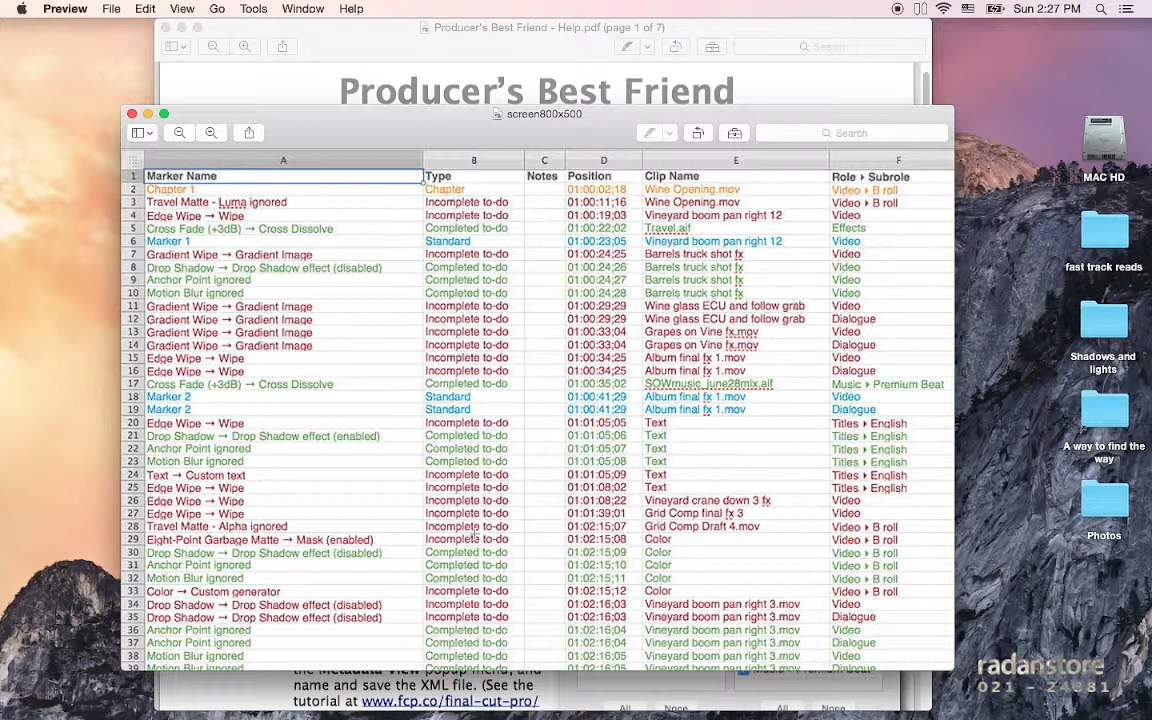 Preview File Edit View Go Tools Window Help Sun 2:27 PM
Producer's Best Friend - Help.pdf (page 1 of 7)
Search
Producer's Best Friend
screen800x500
Search
A B C D E F
1 Marker Name Type Notes Position Clip Name Role ▸ Subrole
2 Chapter 1 Chapter 01:00:02;18 Wine Opening.mov Video ▸ B roll
3 Travel Matte - Luma ignored Incomplete to-do 01:00:11;16 Wine Opening.mov Video ▸ B roll
4 Edge Wipe → Wipe Incomplete to-do 01:00:19;03 Vineyard boom pan right 12 Video
5 Cross Fade (+3dB) → Cross Dissolve Completed to-do 01:00:22;02 Travel.aif Effects
6 Marker 1 Standard 01:00:23;05 Vineyard boom pan right 12 Video
7 Gradient Wipe → Gradient Image Incomplete to-do 01:00:24;25 Barrels truck shot fx Video
8 Drop Shadow → Drop Shadow effect (disabled) Completed to-do 01:00:24;26 Barrels truck shot fx Video
9 Anchor Point ignored Completed to-do 01:00:24;27 Barrels truck shot fx Video
10 Motion Blur ignored Completed to-do 01:00:24;28 Barrels truck shot fx Video
11 Gradient Wipe → Gradient Image Incomplete to-do 01:00:29;29 Wine glass ECU and follow grab Video
12 Gradient Wipe → Gradient Image Incomplete to-do 01:00:29;29 Wine glass ECU and follow grab Dialogue
13 Gradient Wipe → Gradient Image Incomplete to-do 01:00:33;04 Grapes on Vine fx.mov Video
14 Gradient Wipe → Gradient Image Incomplete to-do 01:00:33;04 Grapes on Vine fx.mov Dialogue
15 Edge Wipe → Wipe Incomplete to-do 01:00:34;25 Album final fx 1.mov Video
16 Edge Wipe → Wipe Incomplete to-do 01:00:34;25 Album final fx 1.mov Dialogue
17 Cross Fade (+3dB) → Cross Dissolve Completed to-do 01:00:35;02 SOWmusic_june28mix.aif Music ▸ Premium Beat
18 Marker 2 Standard 01:00:41;29 Album final fx 1.mov Video
19 Marker 2 Standard 01:00:41;29 Album final fx 1.mov Dialogue
20 Edge Wipe → Wipe Incomplete to-do 01:01:05;05 Text Titles ▸ English
21 Drop Shadow → Drop Shadow effect (enabled) Completed to-do 01:01:05;06 Text Titles ▸ English
22 Anchor Point ignored Completed to-do 01:01:05;07 Text Titles ▸ English
23 Motion Blur ignored Completed to-do 01:01:05;08 Text Titles ▸ English
24 Text → Custom text Incomplete to-do 01:01:05;09 Text Titles ▸ English
25 Edge Wipe → Wipe Incomplete to-do 01:01:08;02 Text Titles ▸ English
26 Edge Wipe → Wipe Incomplete to-do 01:01:08;22 Vineyard crane down 3 fx Video
27 Edge Wipe → Wipe Incomplete to-do 01:01:39;01 Grid Comp final fx 3 Video
28 Travel Matte - Alpha ignored Incomplete to-do 01:02:15;07 Grid Comp Draft 4.mov Video ▸ B roll
29 Eight-Point Garbage Matte → Mask (enabled) Incomplete to-do 01:02:15;08 Color Video ▸ B roll
30 Drop Shadow → Drop Shadow effect (disabled) Completed to-do 01:02:15;09 Color Video ▸ B roll
31 Anchor Point ignored Completed to-do 01:02:15;10 Color Video ▸ B roll
32 Motion Blur ignored Completed to-do 01:02:15;11 Color Video ▸ B roll
33 Color → Custom generator Incomplete to-do 01:02:15;12 Color Video ▸ B roll
34 Drop Shadow → Drop Shadow effect (disabled) Incomplete to-do 01:02:16;03 Vineyard boom pan right 3.mov Video
35 Drop Shadow → Drop Shadow effect (disabled) Incomplete to-do 01:02:16;03 Vineyard boom pan right 3.mov Dialogue
36 Anchor Point ignored Completed to-do 01:02:16;04 Vineyard boom pan right 3.mov Video
37 Anchor Point ignored Completed to-do 01:02:16;04 Vineyard boom pan right 3.mov Dialogue
38 Motion Blur ignored Completed to-do 01:02:16;05 Vineyard boom pan right 3.mov Video
39 Motion Blur ignored Completed to-do 01:02:16;05 Vineyard boom pan right 3.mov Dialogue
the Metadata View popup menu, and
name and save the XML file. (See the
tutorial at www.fcp.co/final-cut-pro/
All None All None
MAC HD
fast track reads
Shadows and
lights
A way to find the
way
Photos
radanstore
021 - 24881